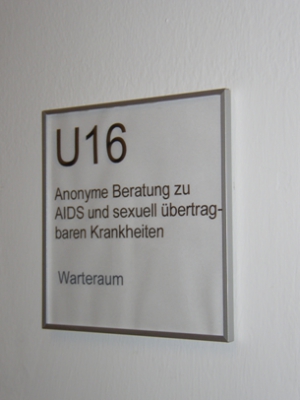 U16
Anonyme Beratung zu
AIDS und sexuell übertrag-
baren Krankheiten
Warteraum